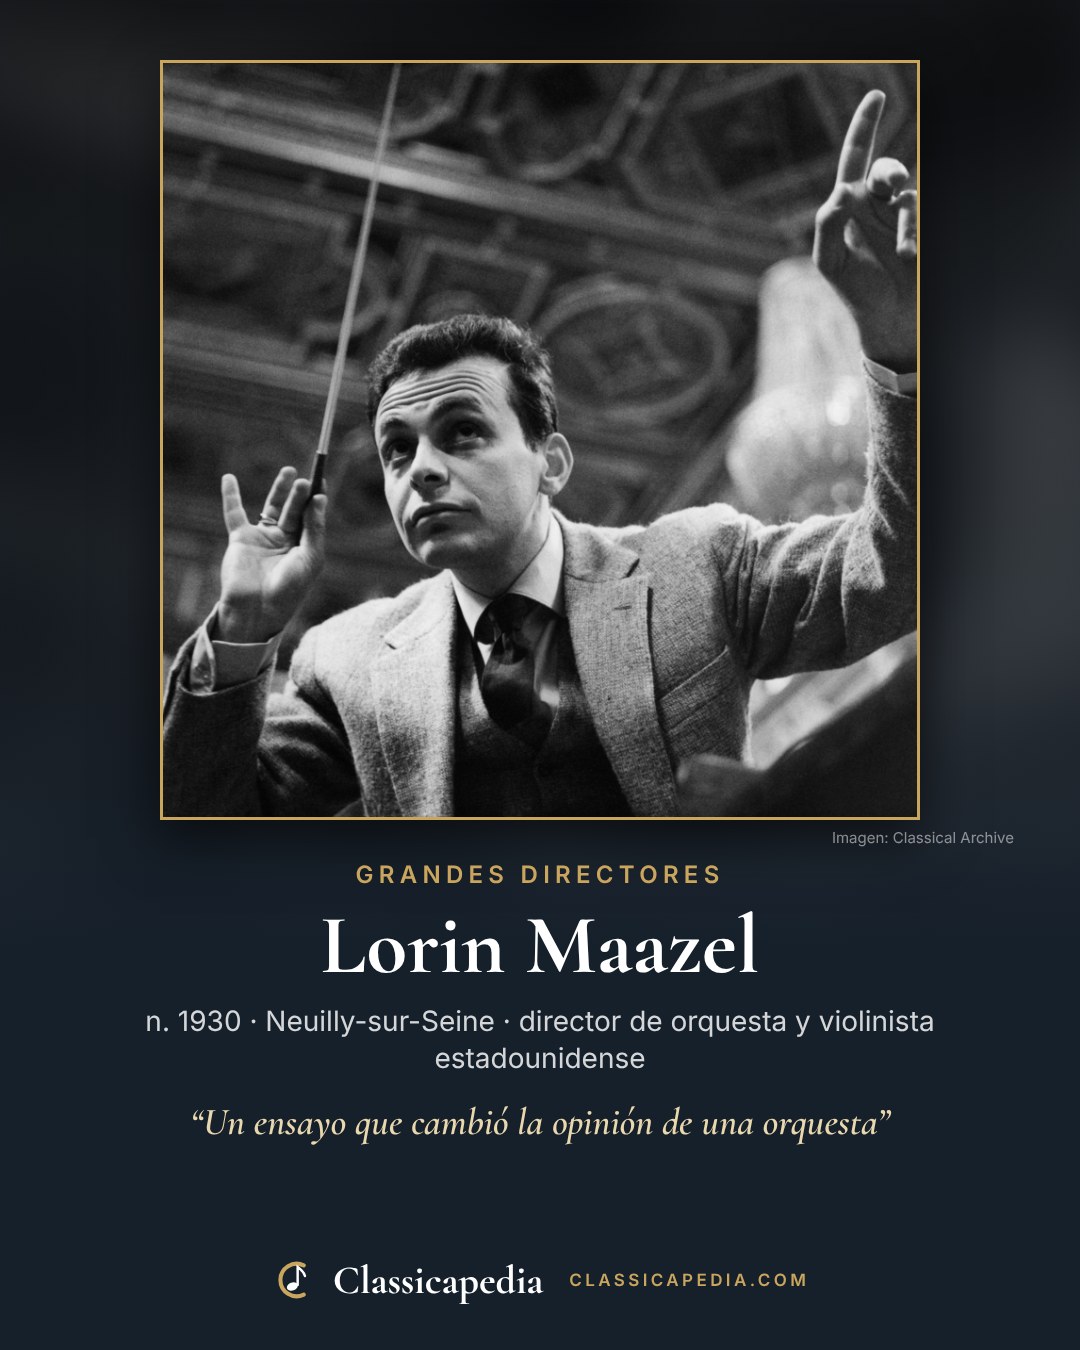 Imagen: Classical Archive
GRANDES DIRECTORES
Lorin Maazel
n. 1930 · Neuilly-sur-Seine · director de orquesta y violinista
estadounidense
“Un ensayo que cambió la opinión de una orquesta”
Classicapedia CLASSICAPEDIA.COM